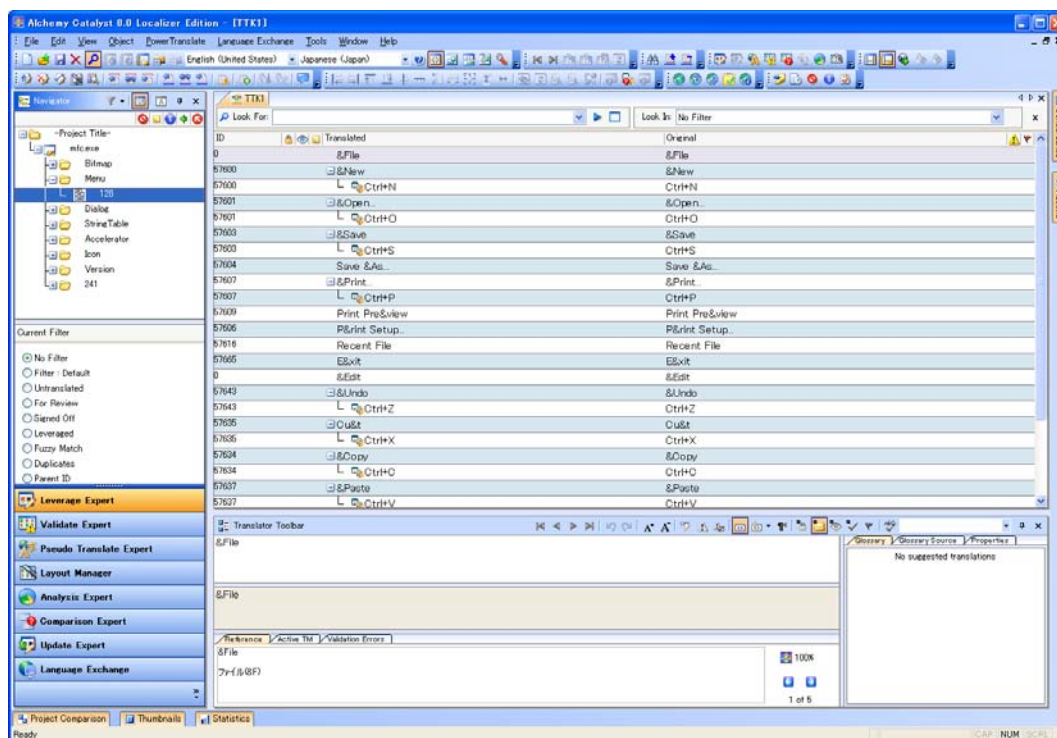 Alchemy Catalyst 8.0 Localizer Edition - [TTK1]
File Edit View Object PowerTranslate Language Exchange Tools Window Help
English (United States) Japanese (Japan)
Navigator
TTK1
Look For: Look In: No Filter
-Project Title-
mfc.exe
Bitmap
Menu
128
Dialog
StringTable
Accelerator
Icon
Version
241
Current Filter
No Filter
Filter : Default
Untranslated
For Review
Signed Off
Leveraged
Fuzzy Match
Duplicates
Parent ID
Leverage Expert
Validate Expert
Pseudo Translate Expert
Layout Manager
Analysis Expert
Comparison Expert
Update Expert
Language Exchange
ID Translated Original
0 &File &File
57600 &New &New
57600 Ctrl+N Ctrl+N
57601 &Open... &Open...
57601 Ctrl+O Ctrl+O
57603 &Save &Save
57603 Ctrl+S Ctrl+S
57604 Save &As... Save &As...
57607 &Print... &Print...
57607 Ctrl+P Ctrl+P
57609 Print Pre&view Print Pre&view
57606 P&rint Setup... P&rint Setup...
57616 Recent File Recent File
57665 E&xit E&xit
0 &Edit &Edit
57643 &Undo &Undo
57643 Ctrl+Z Ctrl+Z
57635 Cu&t Cu&t
57635 Ctrl+X Ctrl+X
57634 &Copy &Copy
57634 Ctrl+C Ctrl+C
57637 &Paste &Paste
57637 Ctrl+V Ctrl+V
Translator Toolbar
&File
&File
Reference Active TM Validation Errors
&File
ファイル(&F)
100%
1 of 5
Glossary Glossary Source Properties
No suggested translations
Project Comparison Thumbnails Statistics
Ready
CAP NUM SCRL